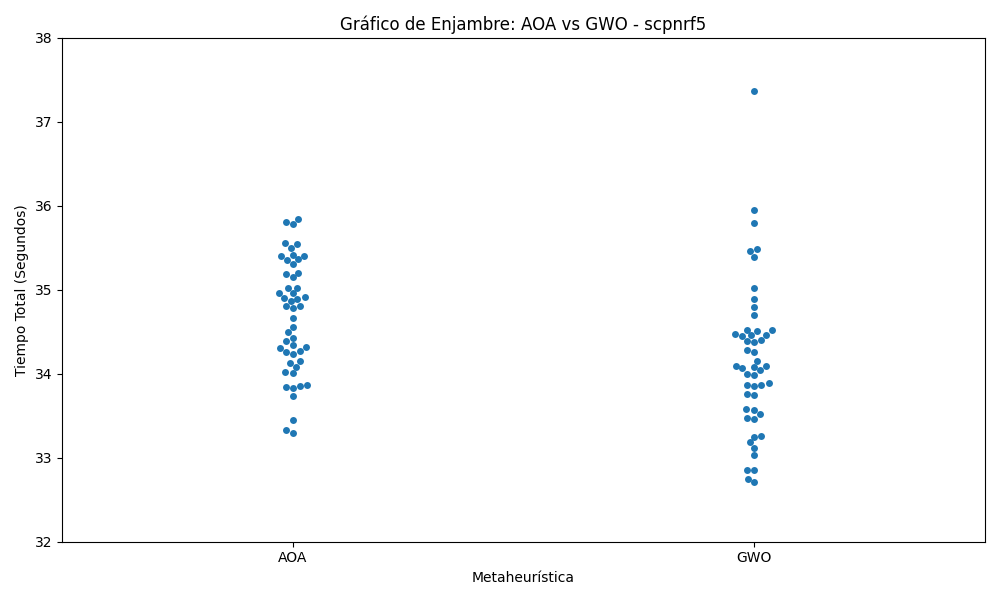 Gráfico de Enjambre: AOA vs GWO - scpnrf5
38
37
36
35
34
33
32
Tiempo Total (Segundos)
AOA
GWO
Metaheurística